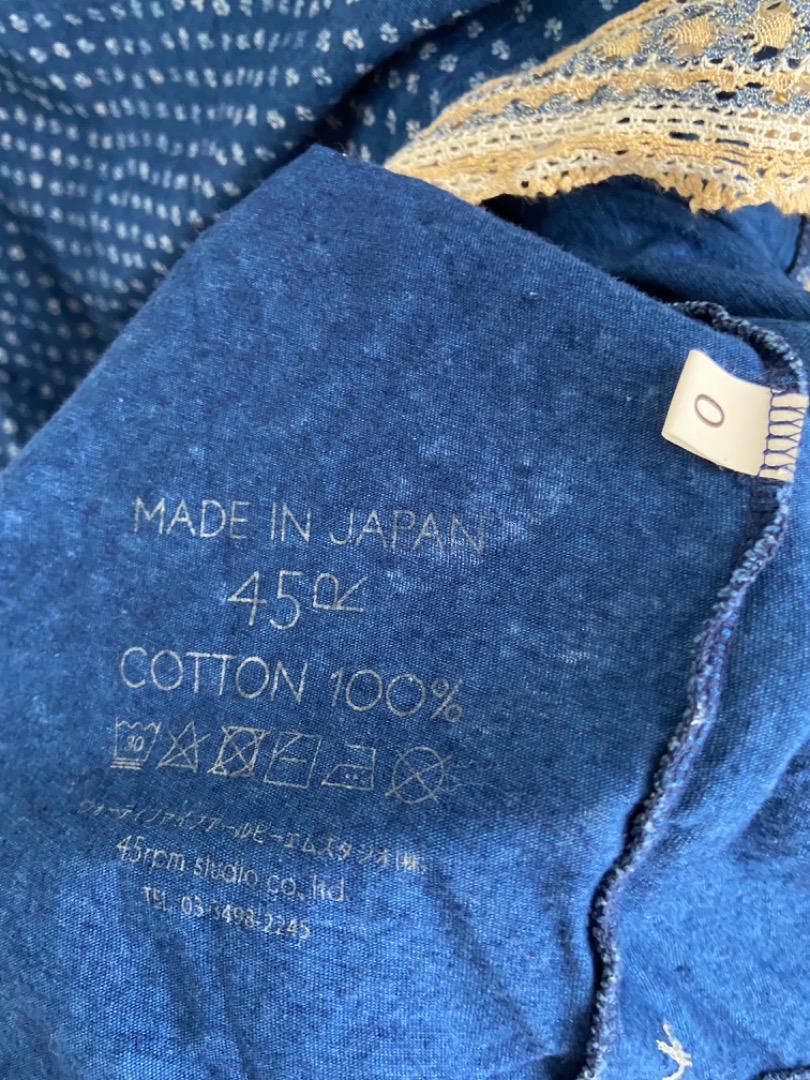 0
MADE IN JAPAN
45R
COTTON 100%
30
フォーティファイブアールピーエムスタジオ(株)
45rpm studio co., ltd.
TEL 03-3498-2245